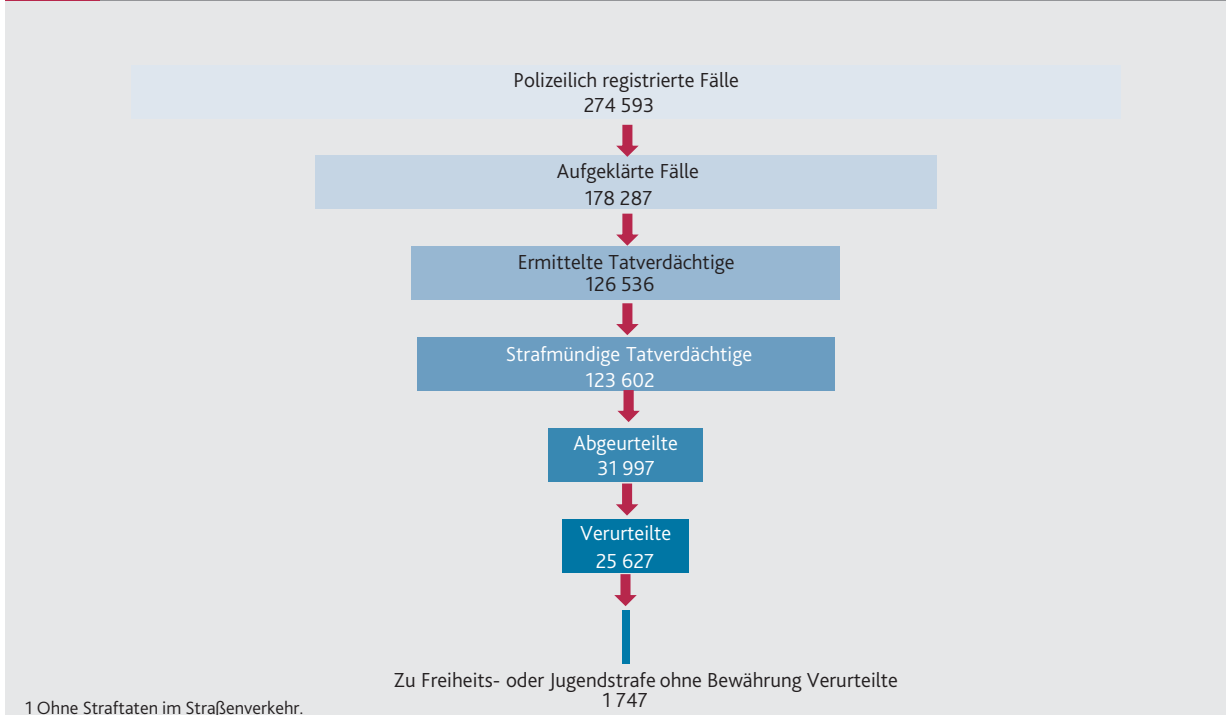 Polizeilich registrierte Fälle
274 593
Aufgeklärte Fälle
178 287
Ermittelte Tatverdächtige
126 536
Strafmündige Tatverdächtige
123 602
Abgeurteilte
31 997
Verurteilte
25 627
Zu Freiheits- oder Jugendstrafe ohne Bewährung Verurteilte
1 747
1 Ohne Straftaten im Straßenverkehr.